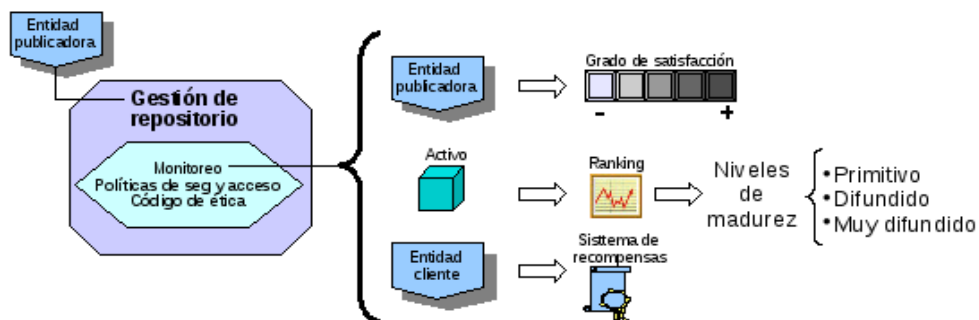 Entidad
publicadora
Gestión de
repositorio
Monitoreo
Políticas de seg y acceso
Código de ética
Entidad
publicadora
Grado de satisfacción
- +
Activo
Ranking
Niveles
de
madurez
• Primitivo
• Difundido
• Muy difundido
Entidad
cliente
Sisttema de
recompensas